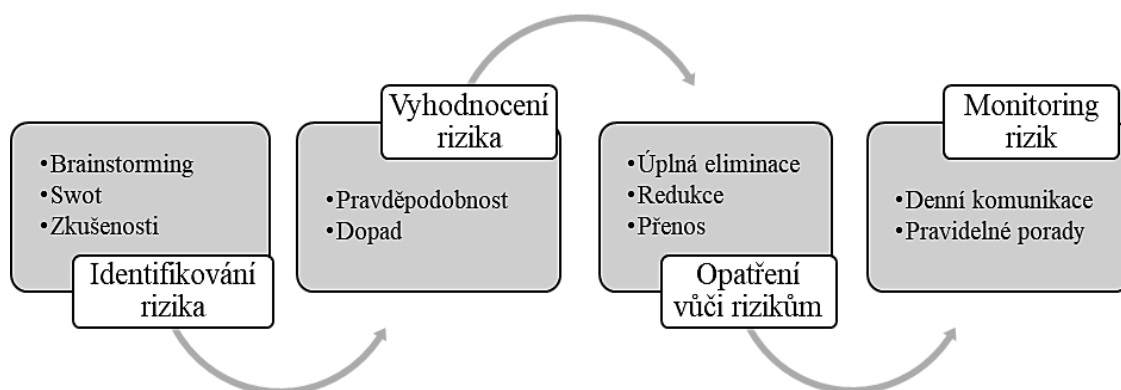 •Brainstorming
•Swot
•Zkušenosti
Identifikování
rizika
Vyhodnocení
rizika
•Pravděpodobnost
•Dopad
•Úplná eliminace
•Redukce
•Přenos
Opatření
vůči rizikům
Monitoring
rizik
•Denní komunikace
•Pravidelné porady